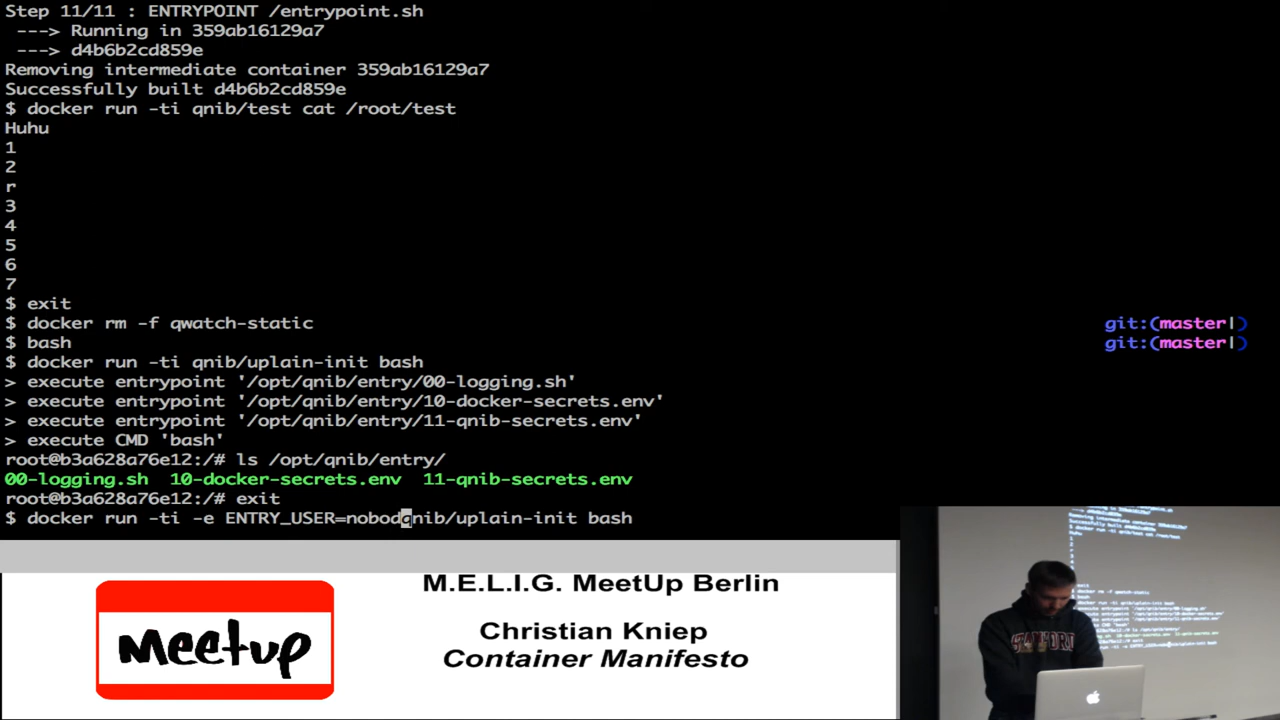 Step 11/11 : ENTRYPOINT /entrypoint.sh
---> Running in 359ab16129a7
---> d4b6b2cd859e
Removing intermediate container 359ab16129a7
Successfully built d4b6b2cd859e
$ docker run -ti qnib/test cat /root/test
Huhu
1
2
r
3
4
5
6
7
$ exit
$ docker rm -f qwatch-static git:(master|)
$ bash git:(master|)
$ docker run -ti qnib/uplain-init bash
> execute entrypoint '/opt/qnib/entry/00-logging.sh'
> execute entrypoint '/opt/qnib/entry/10-docker-secrets.env'
> execute entrypoint '/opt/qnib/entry/11-qnib-secrets.env'
> execute CMD 'bash'
root@b3a628a76e12:/# ls /opt/qnib/entry/
00-logging.sh 10-docker-secrets.env 11-qnib-secrets.env
root@b3a628a76e12:/# exit
$ docker run -ti -e ENTRY_USER=nobodqnib/uplain-init bash
Meetup
M.E.L.I.G. MeetUp Berlin
Christian Kniep
Container Manifesto
STANFORD